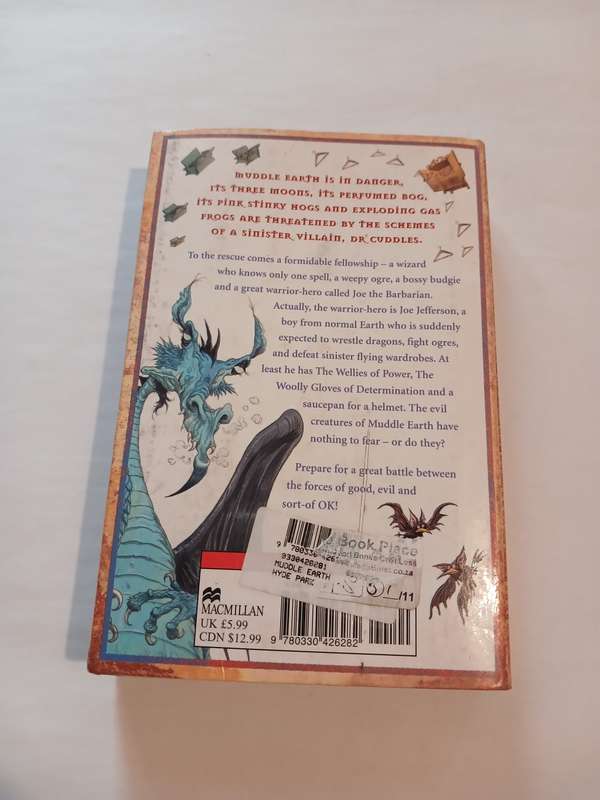 MUDDLE EARTH IS IN DANGER,
ITS THREE MOONS, ITS PERFUMED BOG,
ITS PINK STINKY HOGS AND EXPLODING GAS
FROGS ARE THREATENED BY THE SCHEMES
OF A SINISTER VILLAIN, DR CUDDLES.
To the rescue comes a formidable fellowship – a wizard
who knows only one spell, a weepy ogre, a bossy budgie
and a great warrior-hero called Joe the Barbarian.
Actually, the warrior-hero is Joe Jefferson, a
boy from normal Earth who is suddenly
expected to wrestle dragons, fight ogres,
and defeat sinister flying wardrobes. At
least he has The Wellies of Power, The
Woolly Gloves of Determination and a
saucepan for a helmet. The evil
creatures of Muddle Earth have
nothing to fear – or do they?
Prepare for a great battle between
the forces of good, evil and
sort-of OK!
Book Place
Books
Less
9 780330 426
MUDDLE EARTH
HYDE PARK
/11
MACMILLAN
UK £5.99
CDN $12.99
9 780330 426282